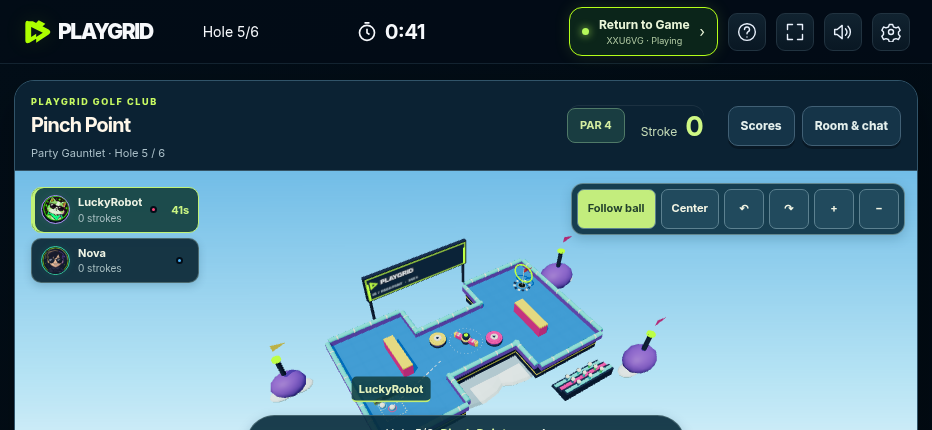 PLAYGRID
Hole 5/6
0:41
Return to Game
XXU6VG · Playing
›
PLAYGRID GOLF CLUB
Pinch Point
Party Gauntlet · Hole 5 / 6
PAR 4
Stroke 0
Scores
Room & chat
LuckyRobot
0 strokes
41s
Nova
0 strokes
Follow ball
Center
↶
↷
+
−
PLAYGRID
LuckyRobot